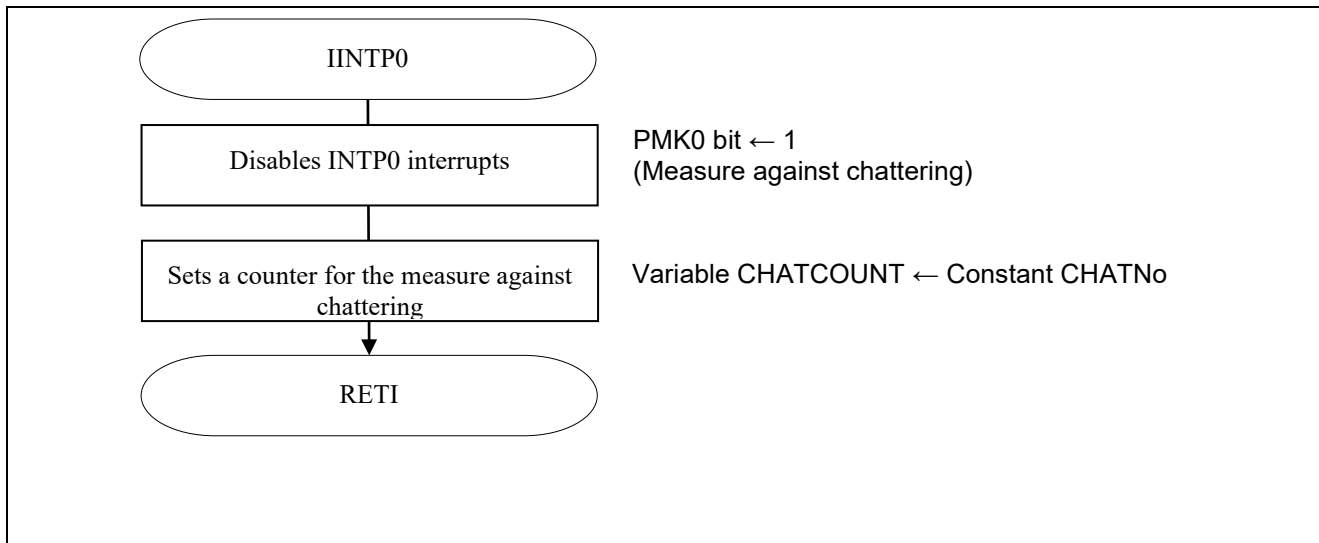 IINTP0
Disables INTP0 interrupts
PMK0 bit ← 1
(Measure against chattering)
Sets a counter for the measure against
chattering
Variable CHATCOUNT ← Constant CHATNo
RETI